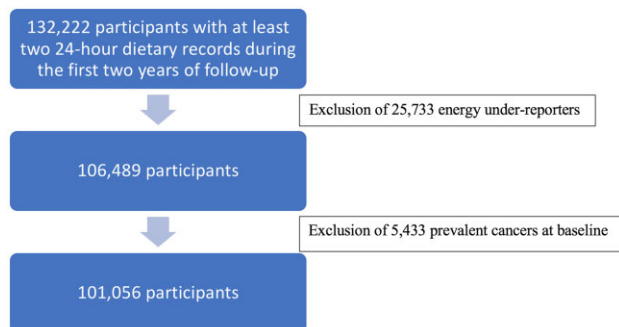 132,222 participants with at least
two 24-hour dietary records during
the first two years of follow-up
Exclusion of 25,733 energy under-reporters
106,489 participants
Exclusion of 5,433 prevalent cancers at baseline
101,056 participants